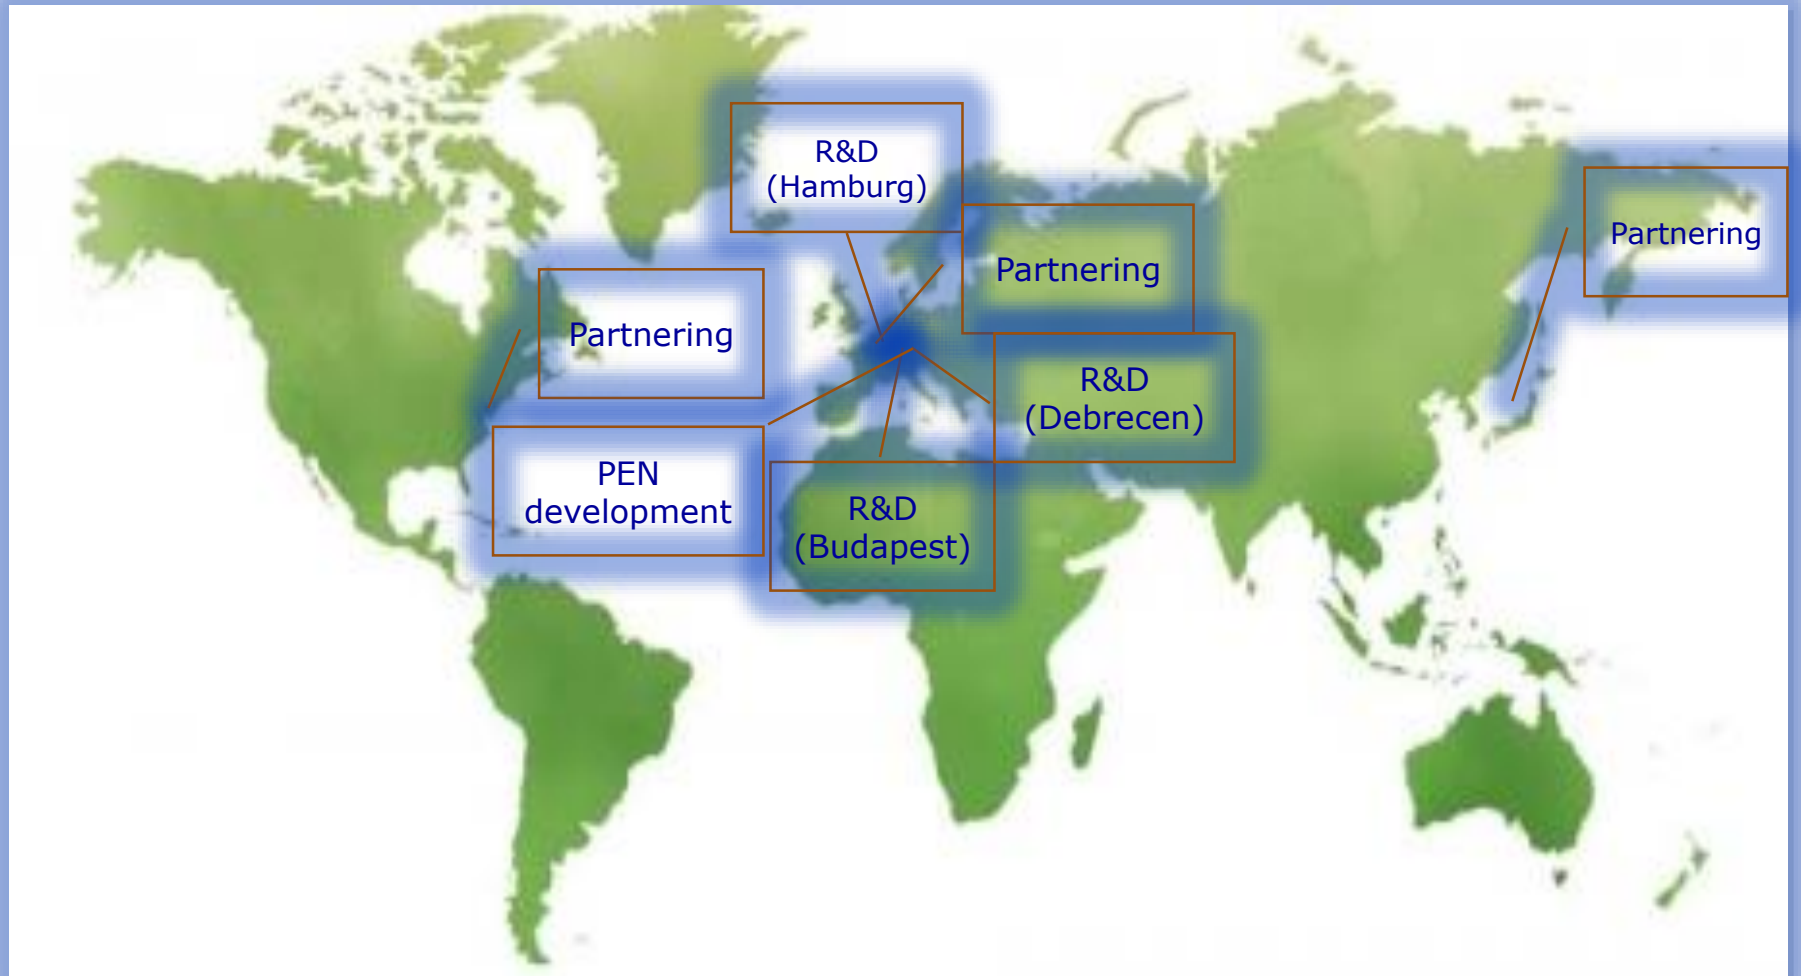 R&D
(Hamburg)
Partnering
Partnering
Partnering
R&D
(Debrecen)
PEN
development
R&D
(Budapest)